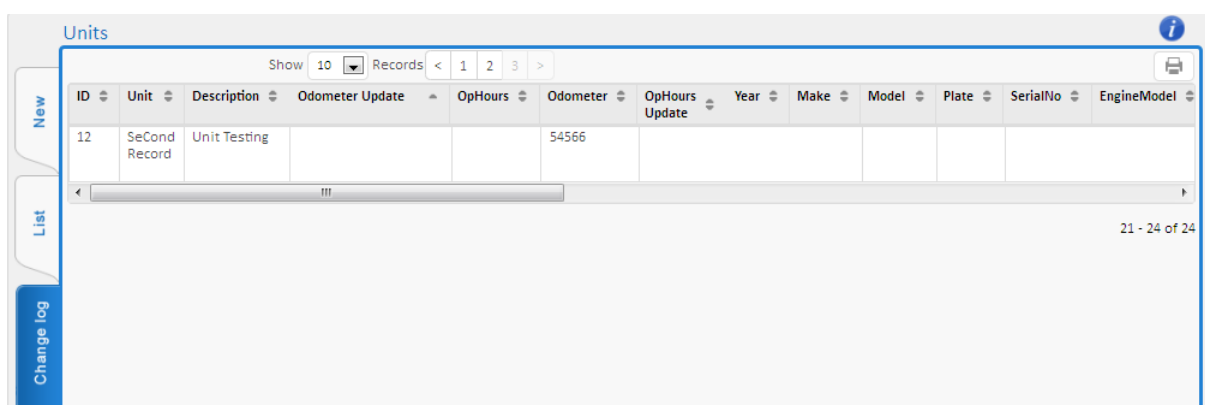 Units
i
Show 10 Records < 1 2 3 >
ID Unit Description Odometer Update OpHours Odometer OpHours Update Year Make Model Plate SerialNo EngineModel
12 SeCond Record Unit Testing 54566
21 - 24 of 24
New
List
Change log